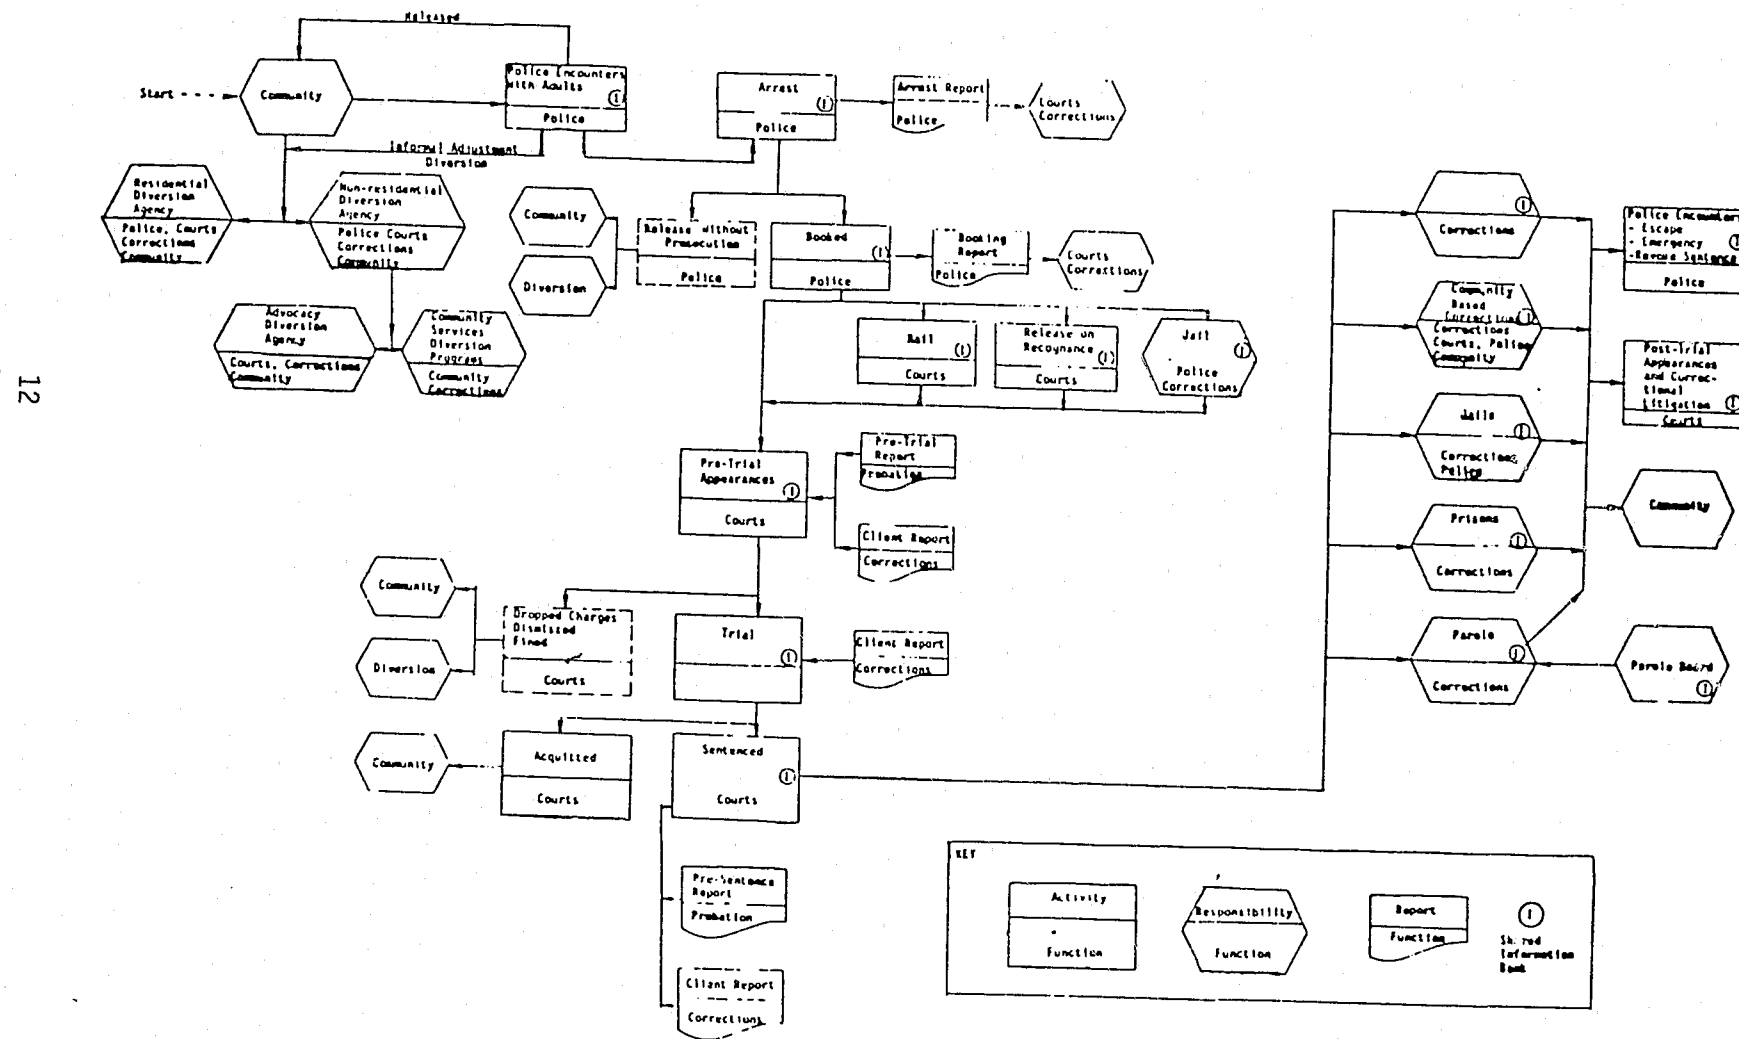 Released
Start
Community
Police Encounters
with Adults
I
Police
Informal Adjustment
Diversion
Arrest
I
Police
Arrest Report
Police
Courts
Corrections
Residential
Diversion
Agency
Police, Courts
Corrections
Community
Non-residential
Diversion
Agency
Police Courts
Corrections
Community
Advocacy
Diversion
Agency
Courts, Corrections
Community
Community
Services
Diversion
Programs
Community
Corrections
Community
Diversion
Release Without
Prosecution
Police
Booked
I
Police
Booking
Report
Police
Courts
Corrections
Bail
I
Courts
Release on
Recognance
I
Courts
Jail
I
Police
Corrections
12
Pre-Trial
Appearances
I
Courts
Pre-Trial
Report
Probation
Client Report
Corrections
Community
Diversion
Dropped Charges
Dismissed
Fined
Courts
Trial
I
Client Report
Corrections
Community
Acquitted
Courts
Sentenced
I
Courts
Pre-Sentence
Report
Probation
Client Report
Corrections
I
Corrections
Community
Based
Corrections
I
Corrections
Courts, Police
Community
Jails
I
Corrections
Police
Prisons
I
Corrections
Parole
I
Corrections
Police Encounters
- Escape
- Emergency
I
-Revoke Sentence
Police
Post-Trial
Appearances
and Correc-
tional
Litigation
I
Courts
Community
Parole Board
I
KEY
Activity
Function
Responsibility
Function
Report
Function
I
Shared
Information
Bank